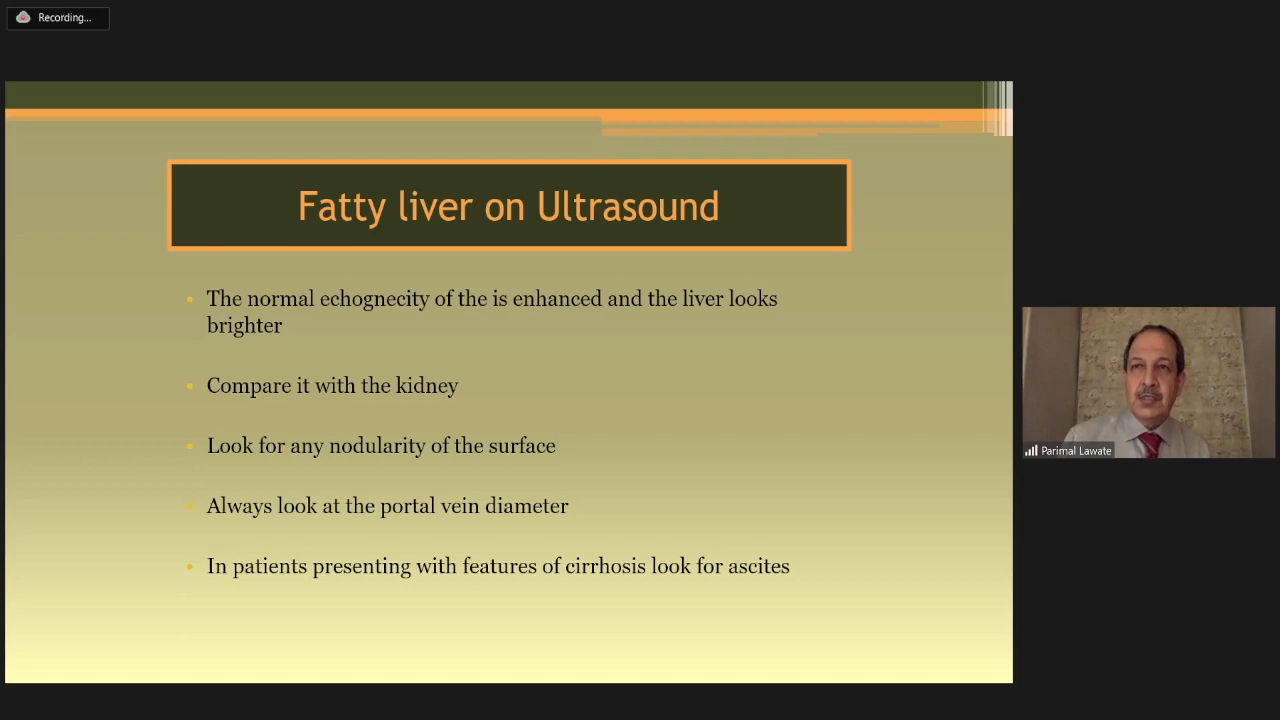 Recording...
Fatty liver on Ultrasound
The normal echognecity of the is enhanced and the liver looks
brighter
Compare it with the kidney
Look for any nodularity of the surface
Always look at the portal vein diameter
In patients presenting with features of cirrhosis look for ascites
Parimal Lawate